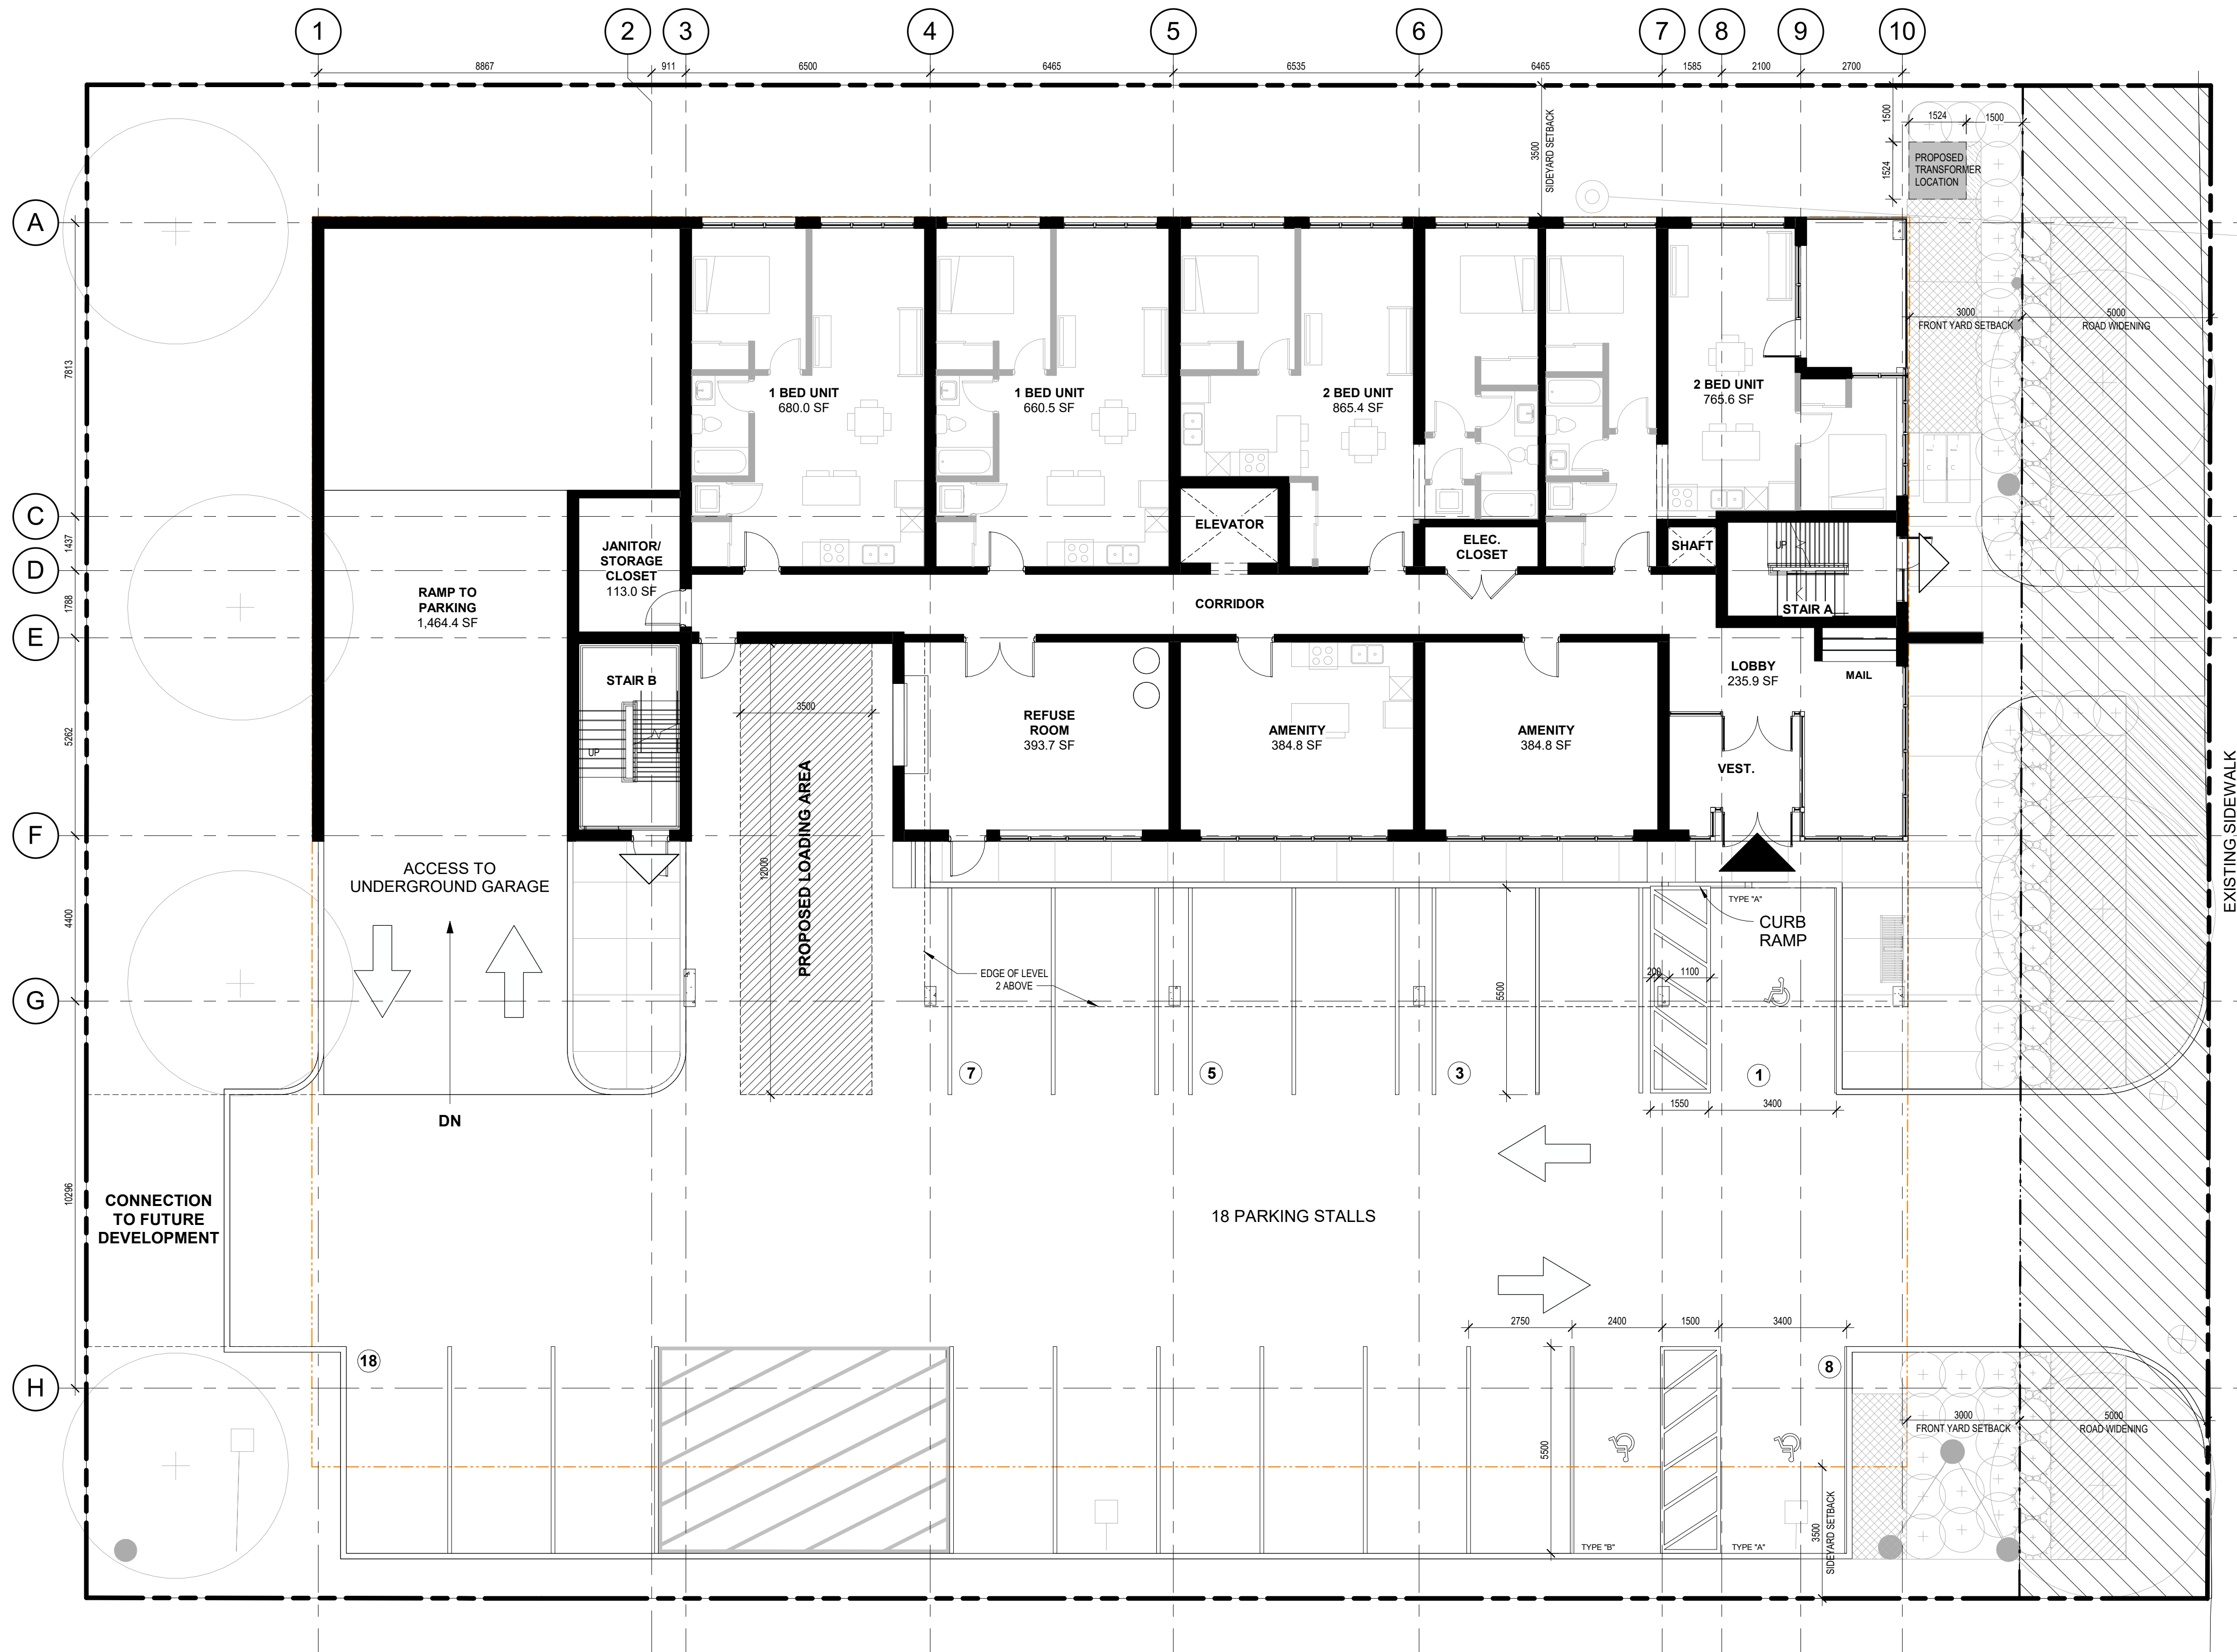 1
2
3
4
5
6
7
8
9
10
8867
911
6500
6465
6535
6465
1585
2100
2700
3500
SIDEYARD SETBACK
1500
1524
1500
1524
PROPOSED
TRANSFORMER
LOCATION
A
7813
3000
FRONT YARD SETBACK
5000
ROAD WIDENING
1 BED UNIT
680.0 SF
1 BED UNIT
660.5 SF
2 BED UNIT
865.4 SF
2 BED UNIT
765.6 SF
C
1437
ELEVATOR
JANITOR/
STORAGE
CLOSET
113.0 SF
ELEC.
CLOSET
SHAFT
UP
D
1788
RAMP TO
PARKING
1,464.4 SF
CORRIDOR
STAIR A
E
5262
STAIR B
UP
3500
REFUSE
ROOM
393.7 SF
AMENITY
384.8 SF
AMENITY
384.8 SF
LOBBY
235.9 SF
MAIL
VEST.
12000
PROPOSED LOADING AREA
EXISTING SIDEWALK
F
4400
ACCESS TO
UNDERGROUND GARAGE
TYPE "A"
CURB
RAMP
EDGE OF LEVEL
2 ABOVE
5500
200
1100
G
10296
7
5
3
1
1550
3400
DN
CONNECTION
TO FUTURE
DEVELOPMENT
18 PARKING STALLS
2750
2400
1500
3400
18
8
H
5500
3000
FRONT YARD SETBACK
5000
ROAD WIDENING
3500
SIDEYARD SETBACK
TYPE "B"
TYPE "A"